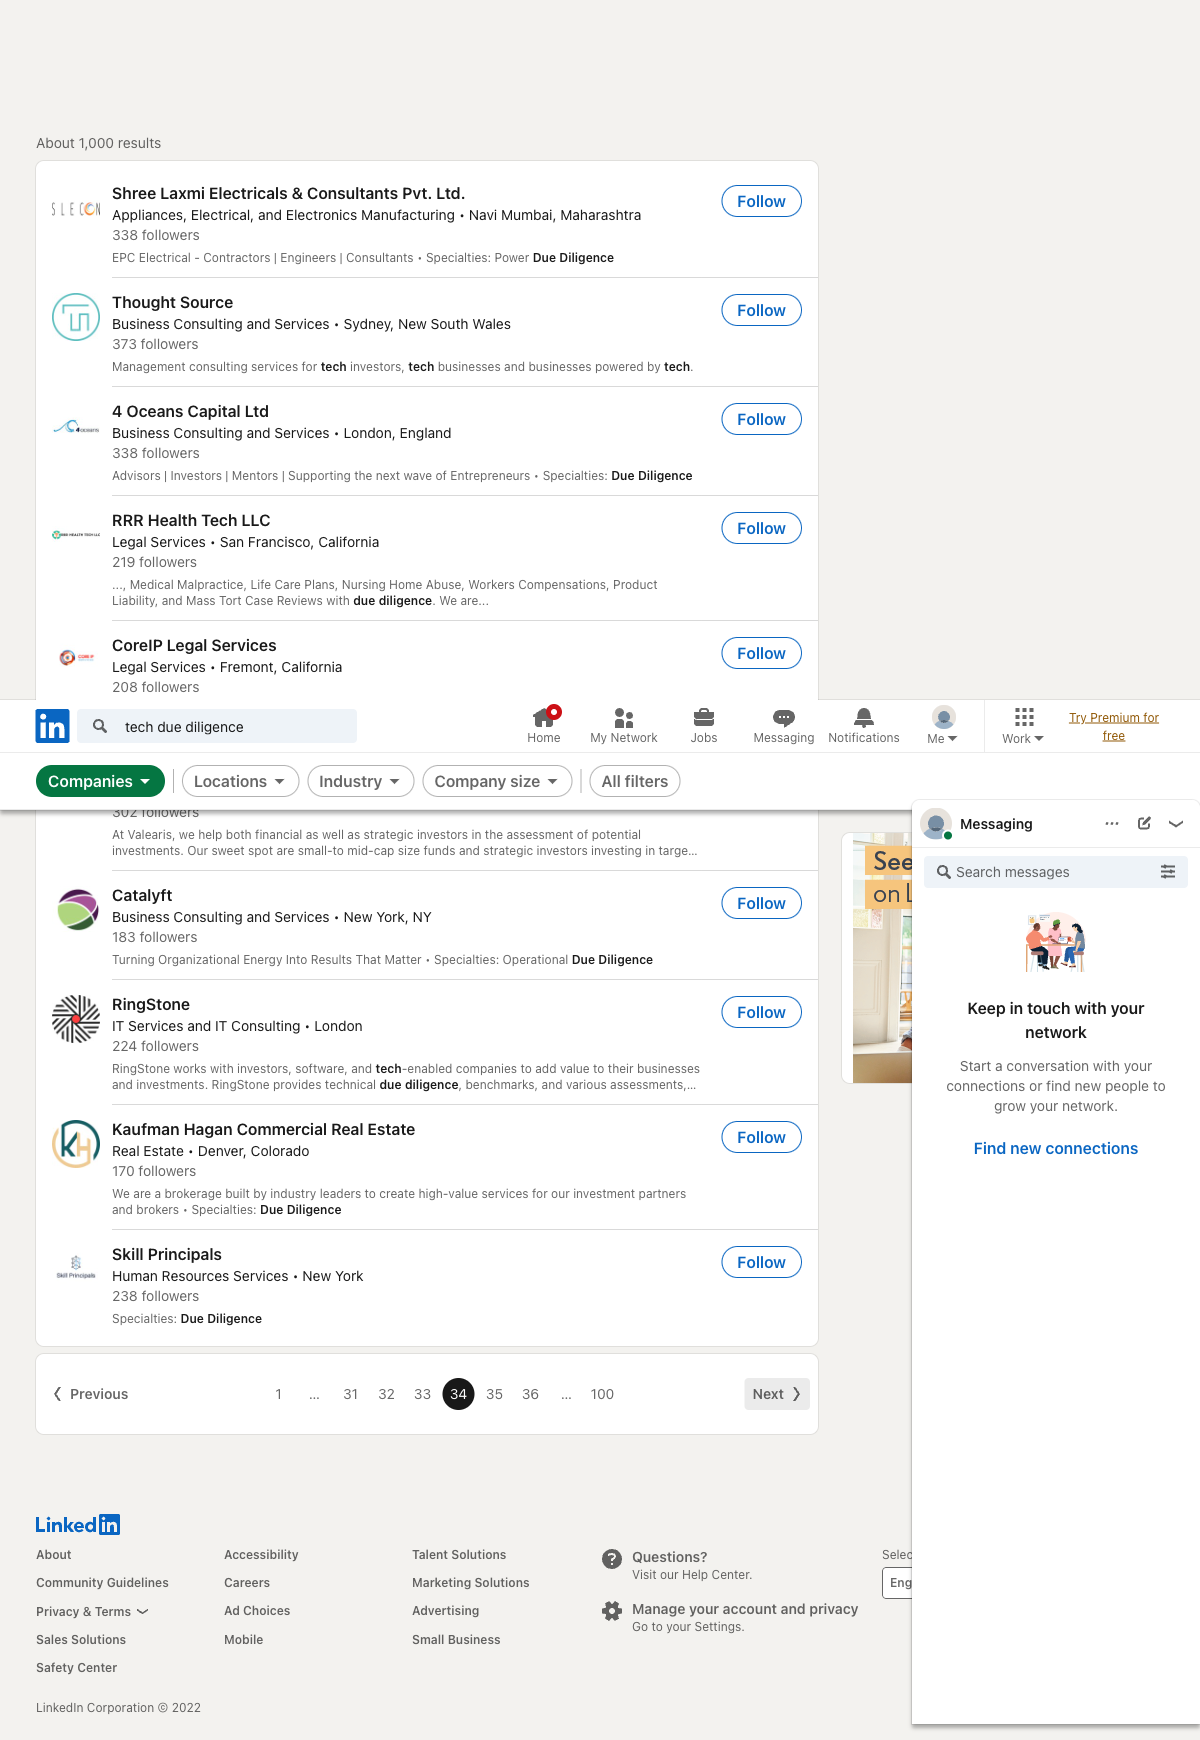 About 1,000 results
SLECON
Shree Laxmi Electricals & Consultants Pvt. Ltd.
Appliances, Electrical, and Electronics Manufacturing • Navi Mumbai, Maharashtra
338 followers
EPC Electrical - Contractors | Engineers | Consultants • Specialties: Power Due Diligence
Follow
Thought Source
Business Consulting and Services • Sydney, New South Wales
373 followers
Management consulting services for tech investors, tech businesses and businesses powered by tech.
Follow
4 Oceans Capital Ltd
Business Consulting and Services • London, England
338 followers
Advisors | Investors | Mentors | Supporting the next wave of Entrepreneurs • Specialties: Due Diligence
Follow
RRR HEALTH TECH LLC
RRR Health Tech LLC
Legal Services • San Francisco, California
219 followers
..., Medical Malpractice, Life Care Plans, Nursing Home Abuse, Workers Compensations, Product
Liability, and Mass Tort Case Reviews with due diligence. We are...
Follow
CoreIP Legal Services
Legal Services • Fremont, California
208 followers
Follow
in
tech due diligence
Home
My Network
Jobs
Messaging
Notifications
Me
Work
Try Premium for
free
Companies
Locations
Industry
Company size
All filters
302 followers
At Valearis, we help both financial as well as strategic investors in the assessment of potential
investments. Our sweet spot are small-to mid-cap size funds and strategic investors investing in targe...
Catalyft
Business Consulting and Services • New York, NY
183 followers
Turning Organizational Energy Into Results That Matter • Specialties: Operational Due Diligence
Follow
RingStone
IT Services and IT Consulting • London
224 followers
RingStone works with investors, software, and tech-enabled companies to add value to their businesses
and investments. RingStone provides technical due diligence, benchmarks, and various assessments,...
Follow
KH
Kaufman Hagan Commercial Real Estate
Real Estate • Denver, Colorado
170 followers
We are a brokerage built by industry leaders to create high-value services for our investment partners
and brokers • Specialties: Due Diligence
Follow
Skill Principals
Skill Principals
Human Resources Services • New York
238 followers
Specialties: Due Diligence
Follow
See
on L
Messaging
Search messages
Keep in touch with your
network
Start a conversation with your
connections or find new people to
grow your network.
Find new connections
Previous
1 ... 31 32 33 34 35 36 ... 100
Next
LinkedIn
About
Accessibility
Talent Solutions
Community Guidelines
Careers
Marketing Solutions
Privacy & Terms
Ad Choices
Advertising
Sales Solutions
Mobile
Small Business
Safety Center
Questions?
Visit our Help Center.
Manage your account and privacy
Go to your Settings.
Selec
Eng
LinkedIn Corporation © 2022